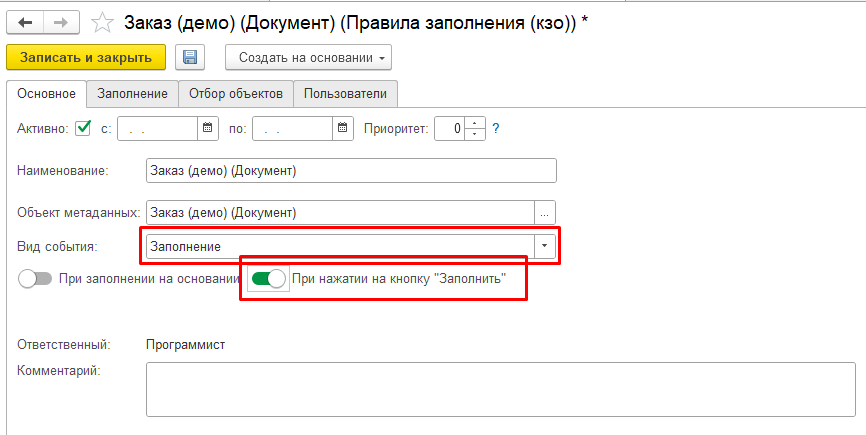 Заказ (демо) (Документ) (Правила заполнения (кзо)) *
Записать и закрыть Создать на основании
Основное Заполнение Отбор объектов Пользователи
Активно: с: . . по: . . Приоритет: 0 ?
Наименование: Заказ (демо) (Документ)
Объект метаданных: Заказ (демо) (Документ) ...
Вид события: Заполнение
При заполнении на основании При нажатии на кнопку "Заполнить"
Ответственный: Программист
Комментарий: